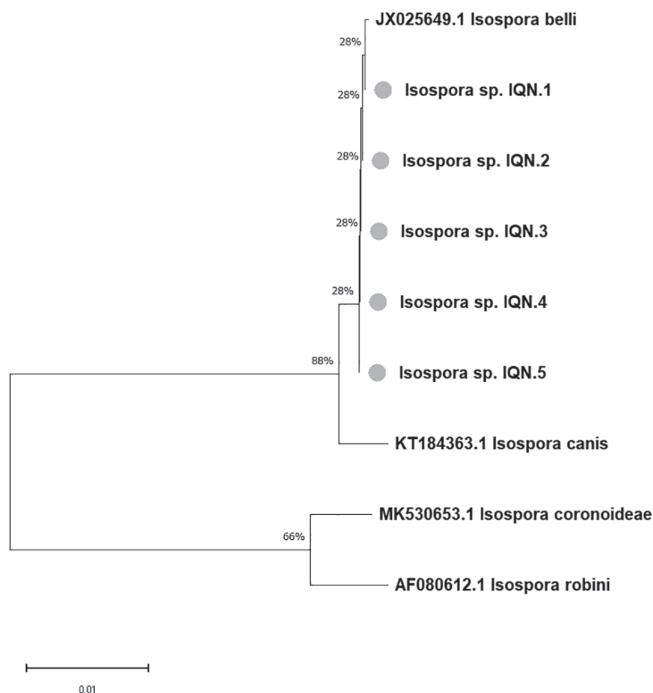 JX025649.1 Isospora belli
28%
Isospora sp. IQN.1
28%
Isospora sp. IQN.2
28%
Isospora sp. IQN.3
28%
Isospora sp. IQN.4
28%
Isospora sp. IQN.5
88%
KT184363.1 Isospora canis
MK530653.1 Isospora coronoideae
66%
AF080612.1 Isospora robini
0.01